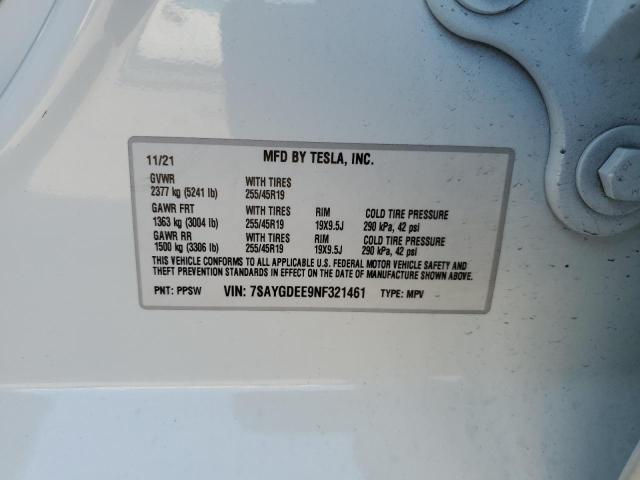 11/21 MFD BY TESLA, INC.
GVWR WITH TIRES
2377 kg (5241 lb) 255/45R19
GAWR FRT WITH TIRES RIM COLD TIRE PRESSURE
1363 kg (3004 lb) 255/45R19 19X9.5J 290 kPa, 42 psi
GAWR RR WITH TIRES RIM COLD TIRE PRESSURE
1500 kg (3306 lb) 255/45R19 19X9.5J 290 kPa, 42 psi
THIS VEHICLE CONFORMS TO ALL APPLICABLE U.S. FEDERAL MOTOR VEHICLE SAFETY AND
THEFT PREVENTION STANDARDS IN EFFECT ON THE DATE OF MANUFACTURE SHOWN ABOVE.
PNT: PPSW VIN: 7SAYGDEE9NF321461 TYPE: MPV